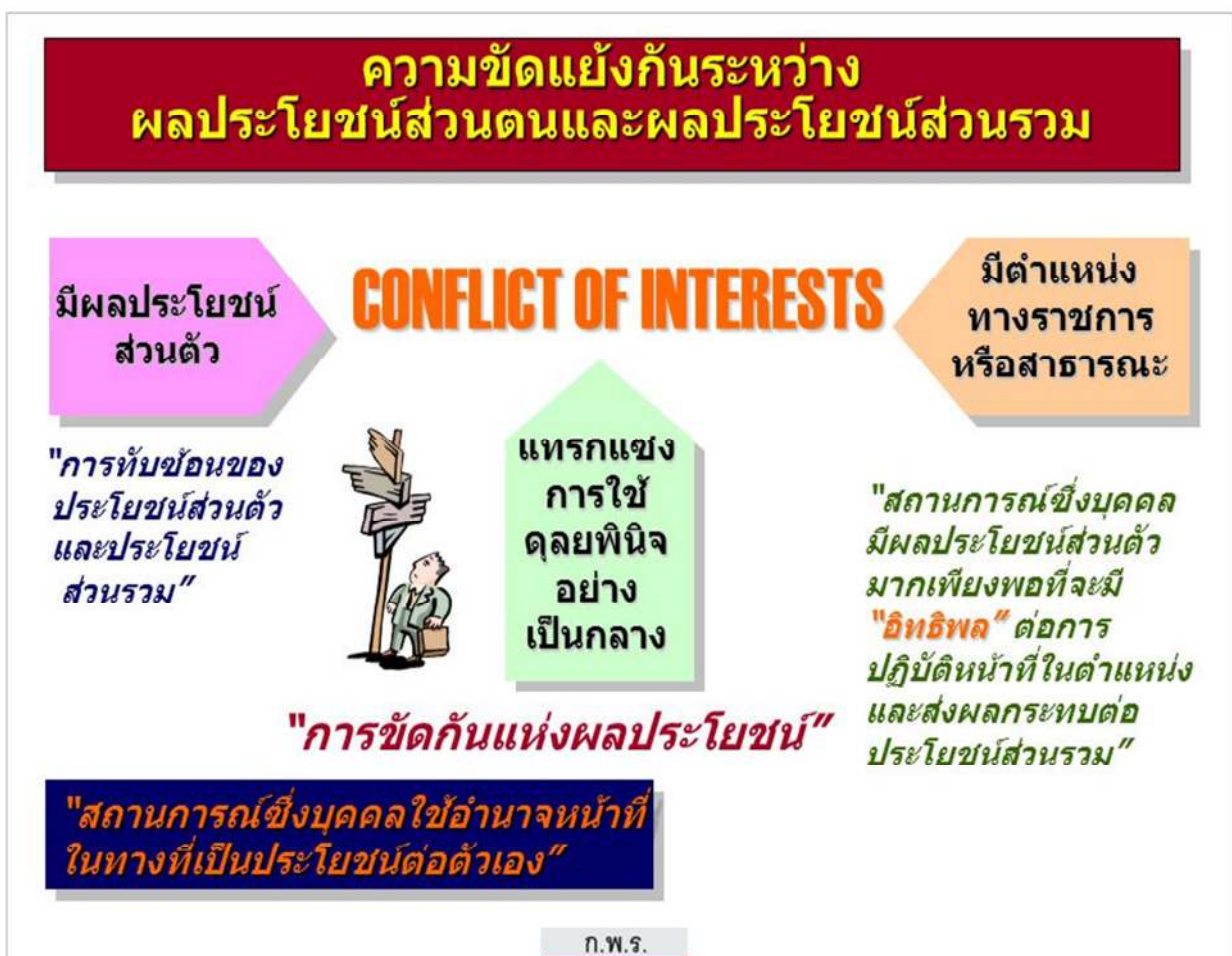 ความขัดแย้งกันระหว่าง
ผลประโยชน์ส่วนตนและผลประโยชน์ส่วนรวม
มีผลประโยชน์
ส่วนตัว
CONFLICT OF INTERESTS
มีตำแหน่ง
ทางราชการ
หรือสาธารณะ
"การทับซ้อนของ
ประโยชน์ส่วนตัว
และประโยชน์
ส่วนรวม"
แทรกแซง
การใช้
ดุลยพินิจ
อย่าง
เป็นกลาง
"สถานการณ์ซึ่งบุคคล
มีผลประโยชน์ส่วนตัว
มากเพียงพอที่จะมี
"อิทธิพล" ต่อการ
ปฏิบัติหน้าที่ในตำแหน่ง
และส่งผลกระทบต่อ
ประโยชน์ส่วนรวม"
"การขัดกันแห่งผลประโยชน์"
"สถานการณ์ซึ่งบุคคลใช้อำนาจหน้าที่
ในทางที่เป็นประโยชน์ต่อตัวเอง"
ก.พ.ร.